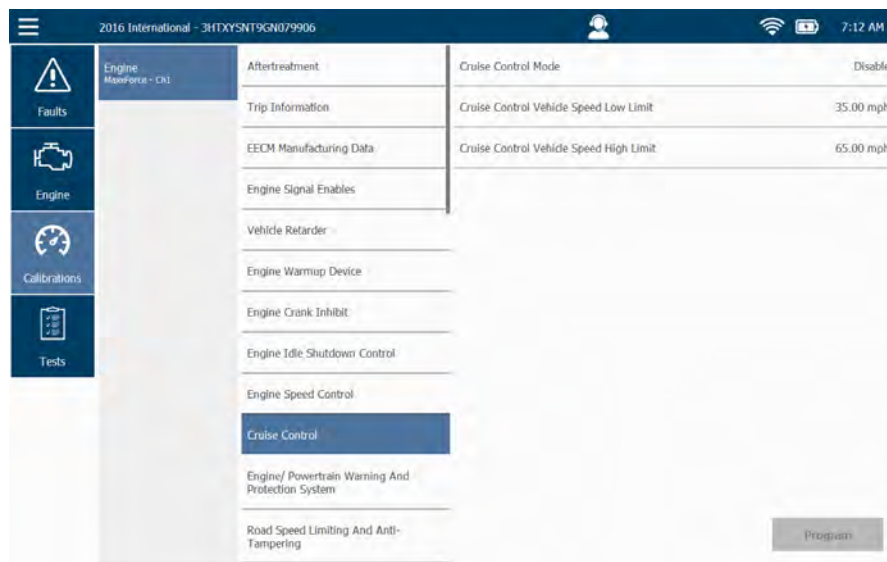 2016 International - 3HTXYSNT9GN079906
7:12 AM
Faults
Engine
Calibrations
Tests
Engine
MaxxForce - CN1
Aftertreatment
Trip Information
EECM Manufacturing Data
Engine Signal Enables
Vehicle Retarder
Engine Warmup Device
Engine Crank Inhibit
Engine Idle Shutdown Control
Engine Speed Control
Cruise Control
Engine/ Powertrain Warning And
Protection System
Road Speed Limiting And Anti-
Tampering
Cruise Control Mode Disable
Cruise Control Vehicle Speed Low Limit 35.00 mph
Cruise Control Vehicle Speed High Limit 65.00 mph
Program